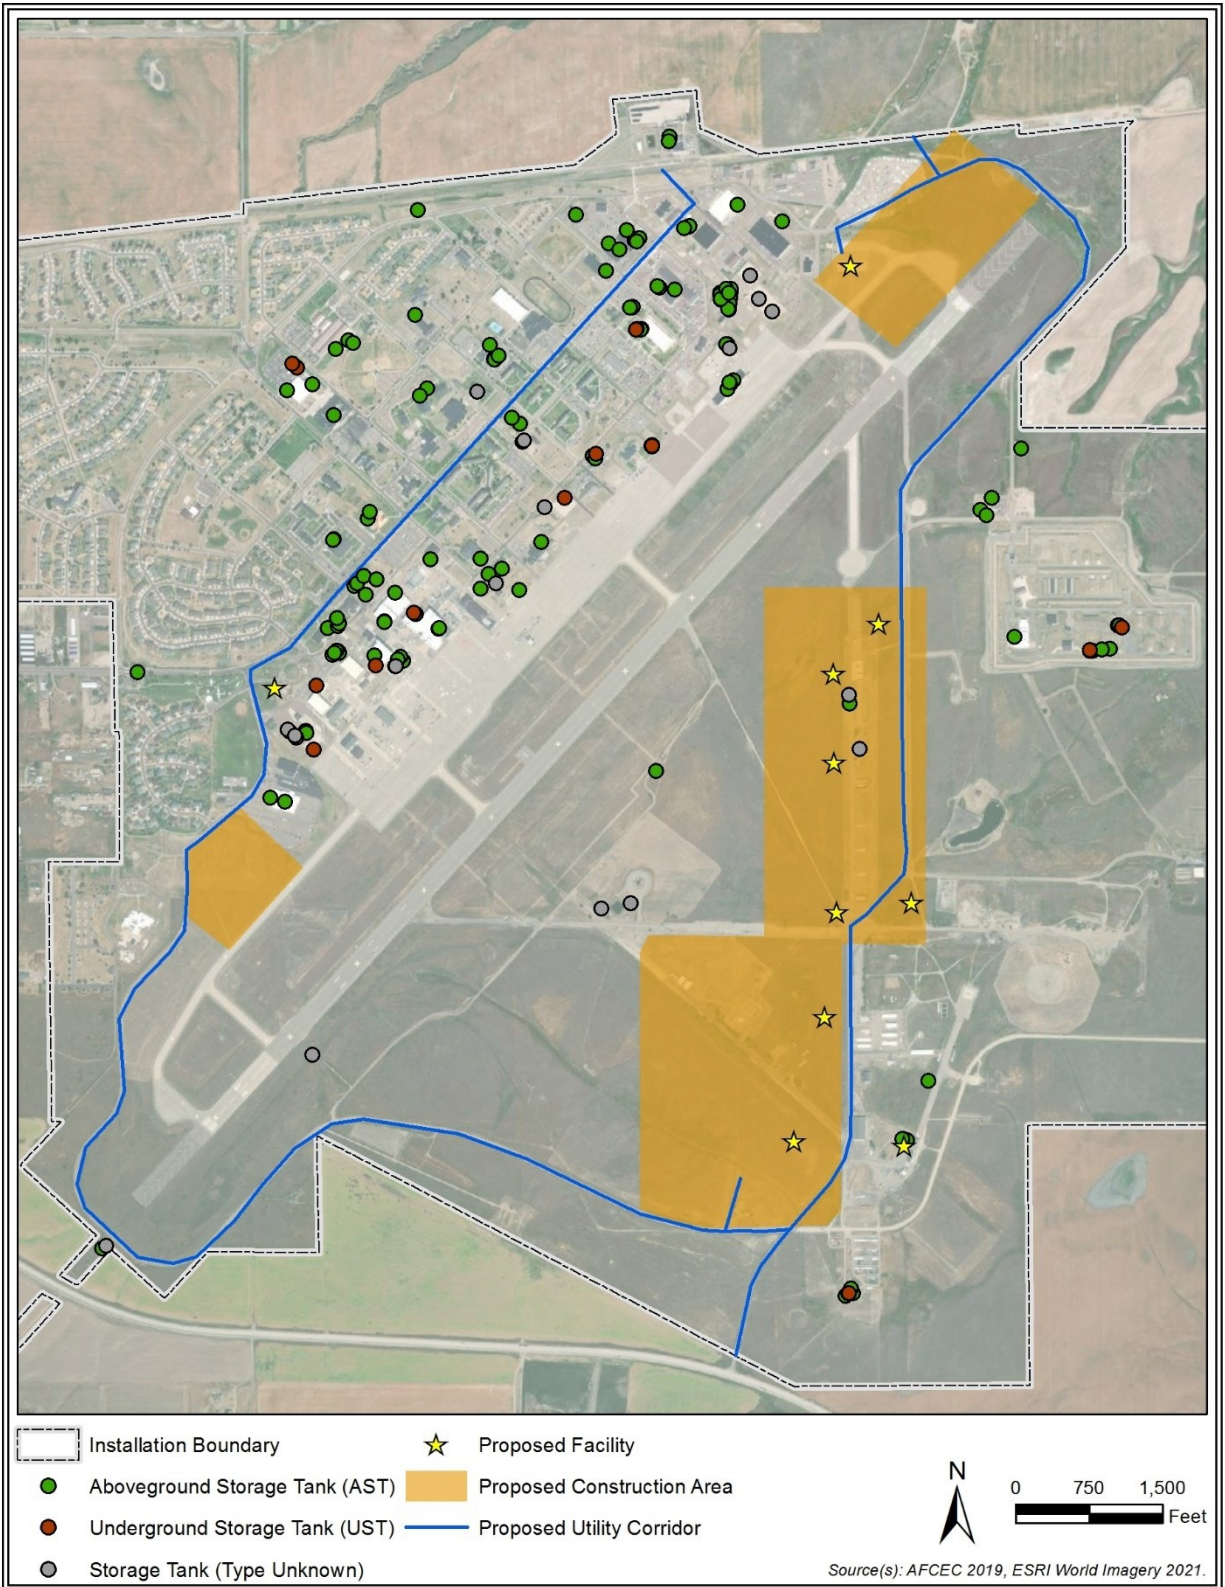 Installation Boundary
Proposed Facility
Aboveground Storage Tank (AST)
Proposed Construction Area
Underground Storage Tank (UST)
Proposed Utility Corridor
Storage Tank (Type Unknown)
N
0 750 1,500
Feet
Source(s): AFCEC 2019, ESRI World Imagery 2021.